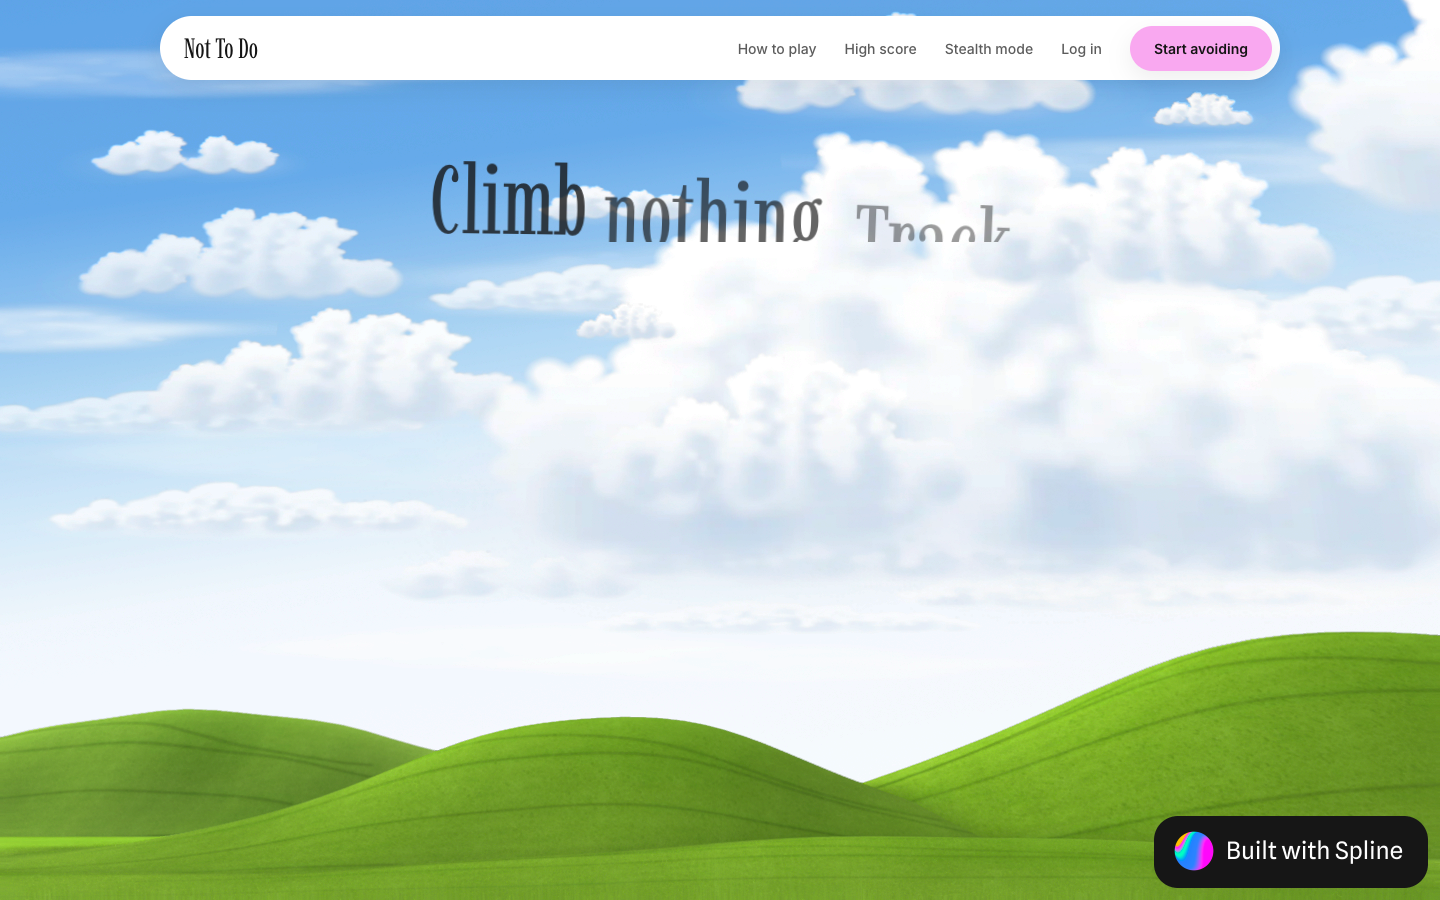 Not To Do
How to play
High score
Stealth mode
Log in
Start avoiding
Climb nothing Track
Built with Spline